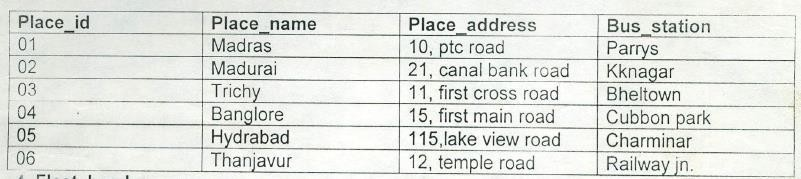 Place_id Place_name Place_address Bus_station
01 Madras 10, ptc road Parrys
02 Madurai 21, canal bank road Kknagar
03 Trichy 11, first cross road Bheltown
04 Banglore 15, first main road Cubbon park
05 Hydrabad 115,lake view road Charminar
06 Thanjavur 12, temple road Railway jn.